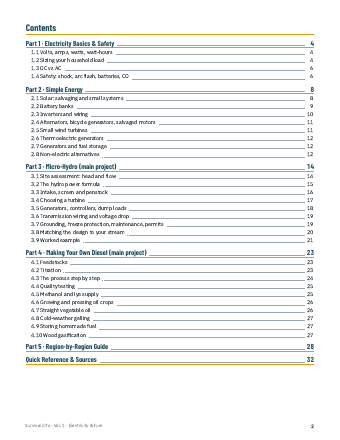 Contents
Part 1 · Electricity Basics & Safety 4
1.1 Volts, amps, watts, watt-hours 4
1.2 Sizing your household load 4
1.3 DC vs AC 6
1.4 Safety: shock, arc flash, batteries, CO 6
Part 2 · Simple Energy 8
2.1 Solar: salvaging and small systems 8
2.2 Battery banks 9
2.3 Inverters and wiring 10
2.4 Alternators, bicycle generators, salvaged motors 11
2.5 Small wind turbines 11
2.6 Thermoelectric generators 12
2.7 Generators and fuel storage 12
2.8 Non-electric alternatives 12
Part 3 · Micro-Hydro (main project) 14
3.1 Site assessment: head and flow 14
3.2 The hydro power formula 15
3.3 Intake, screen and penstock 16
3.4 Choosing a turbine 17
3.5 Generators, controllers, dump loads 18
3.6 Transmission wiring and voltage drop 19
3.7 Grounding, freeze protection, maintenance, permits 19
3.8 Matching the design to your stream 20
3.9 Worked example 21
Part 4 · Making Your Own Diesel (main project) 23
4.1 Feedstocks 23
4.2 Titration 23
4.3 The process step by step 24
4.4 Quality testing 25
4.5 Methanol and lye supply 25
4.6 Growing and pressing oil crops 26
4.7 Straight vegetable oil 26
4.8 Cold-weather gelling 27
4.9 Storing homemade fuel 27
4.10 Wood gasification 27
Part 5 · Region-by-Region Guide 28
Quick Reference & Sources 32
Survival Info · Vol. 2 · Electricity & Fuel 2